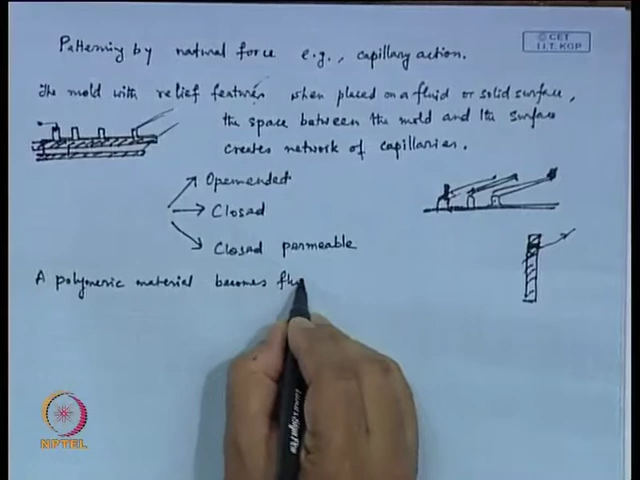 Patterning by natural force e.g., capillary action.
© CET
I.I.T. KGP
The mold with relief features when placed on a fluid or solid surface,
the space between the mold and the surface
creates network of capillaries.
Openended
Closed
Closed permeable
A polymeric material becomes flu
NPTEL